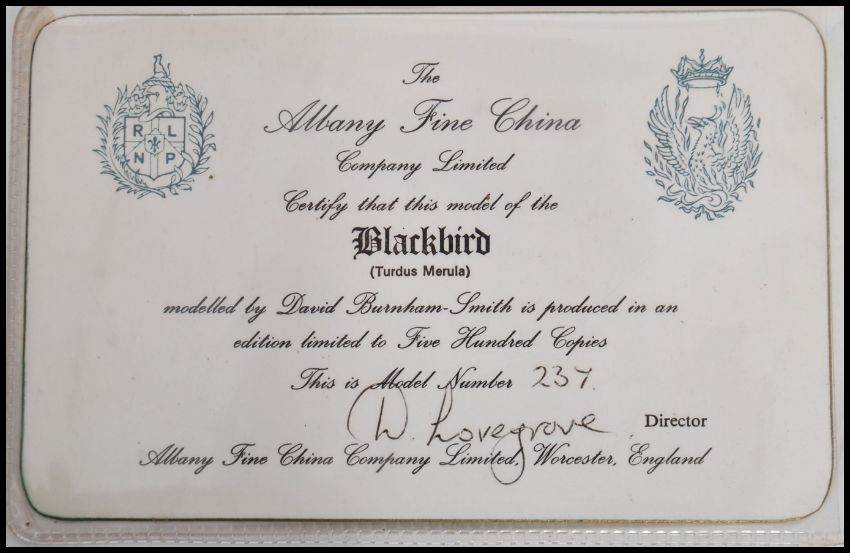 R L
N P
The
Albany Fine China
Company Limited
Certify that this model of the
Blackbird
(Turdus Merula)
modelled by David Burnham-Smith is produced in an
edition limited to Five Hundred Copies
This is Model Number 237.
D. Lovegrove Director
Albany Fine China Company Limited, Worcester, England